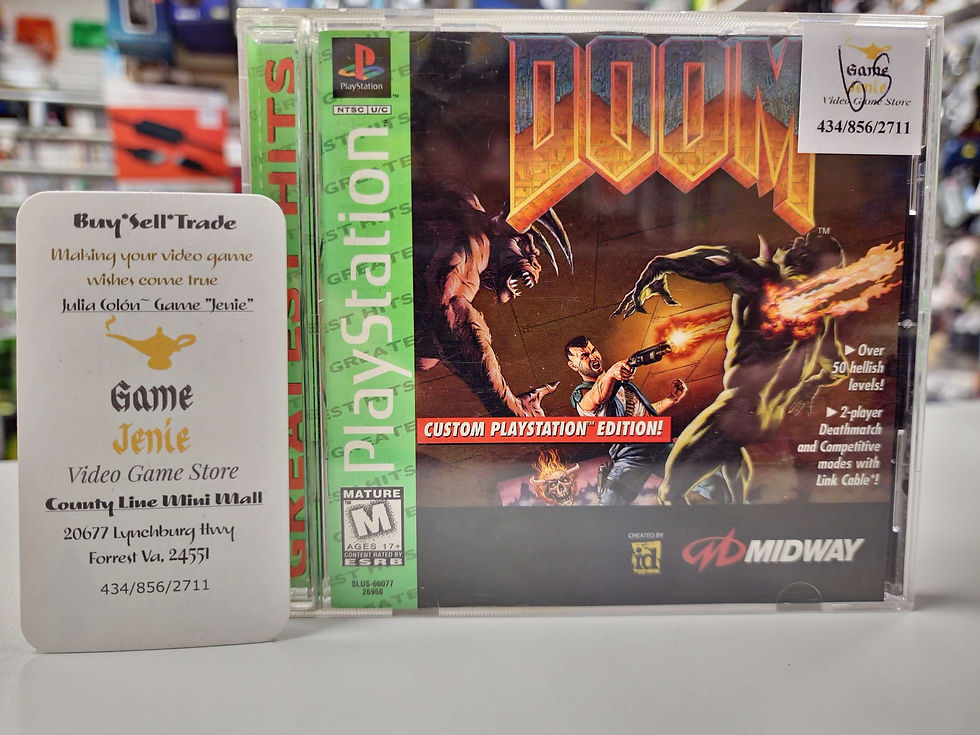 Buy*Sell*Trade
Making your video game
wishes come true
Julia Colón~ Game "Jenie"
Game
Jenie
Video Game Store
County Line Mini Mall
20677 Lynchburg Hwy
Forrest Va, 24551
434/856/2711
GREATEST HITS
PlayStation
NTSC U/C
PlayStation
MATURE
M
AGES 17+
CONTENT RATED BY
ESRB
SLUS-00077
26950
DOOM
TM
Game
Jenie
Video Game Store
434/856/2711
▶ Over
50 hellish
levels!
▶ 2-player
Deathmatch
and Competitive
modes with
Link Cable*!
CUSTOM PLAYSTATION™ EDITION!
CREATED BY
id
MIDWAY